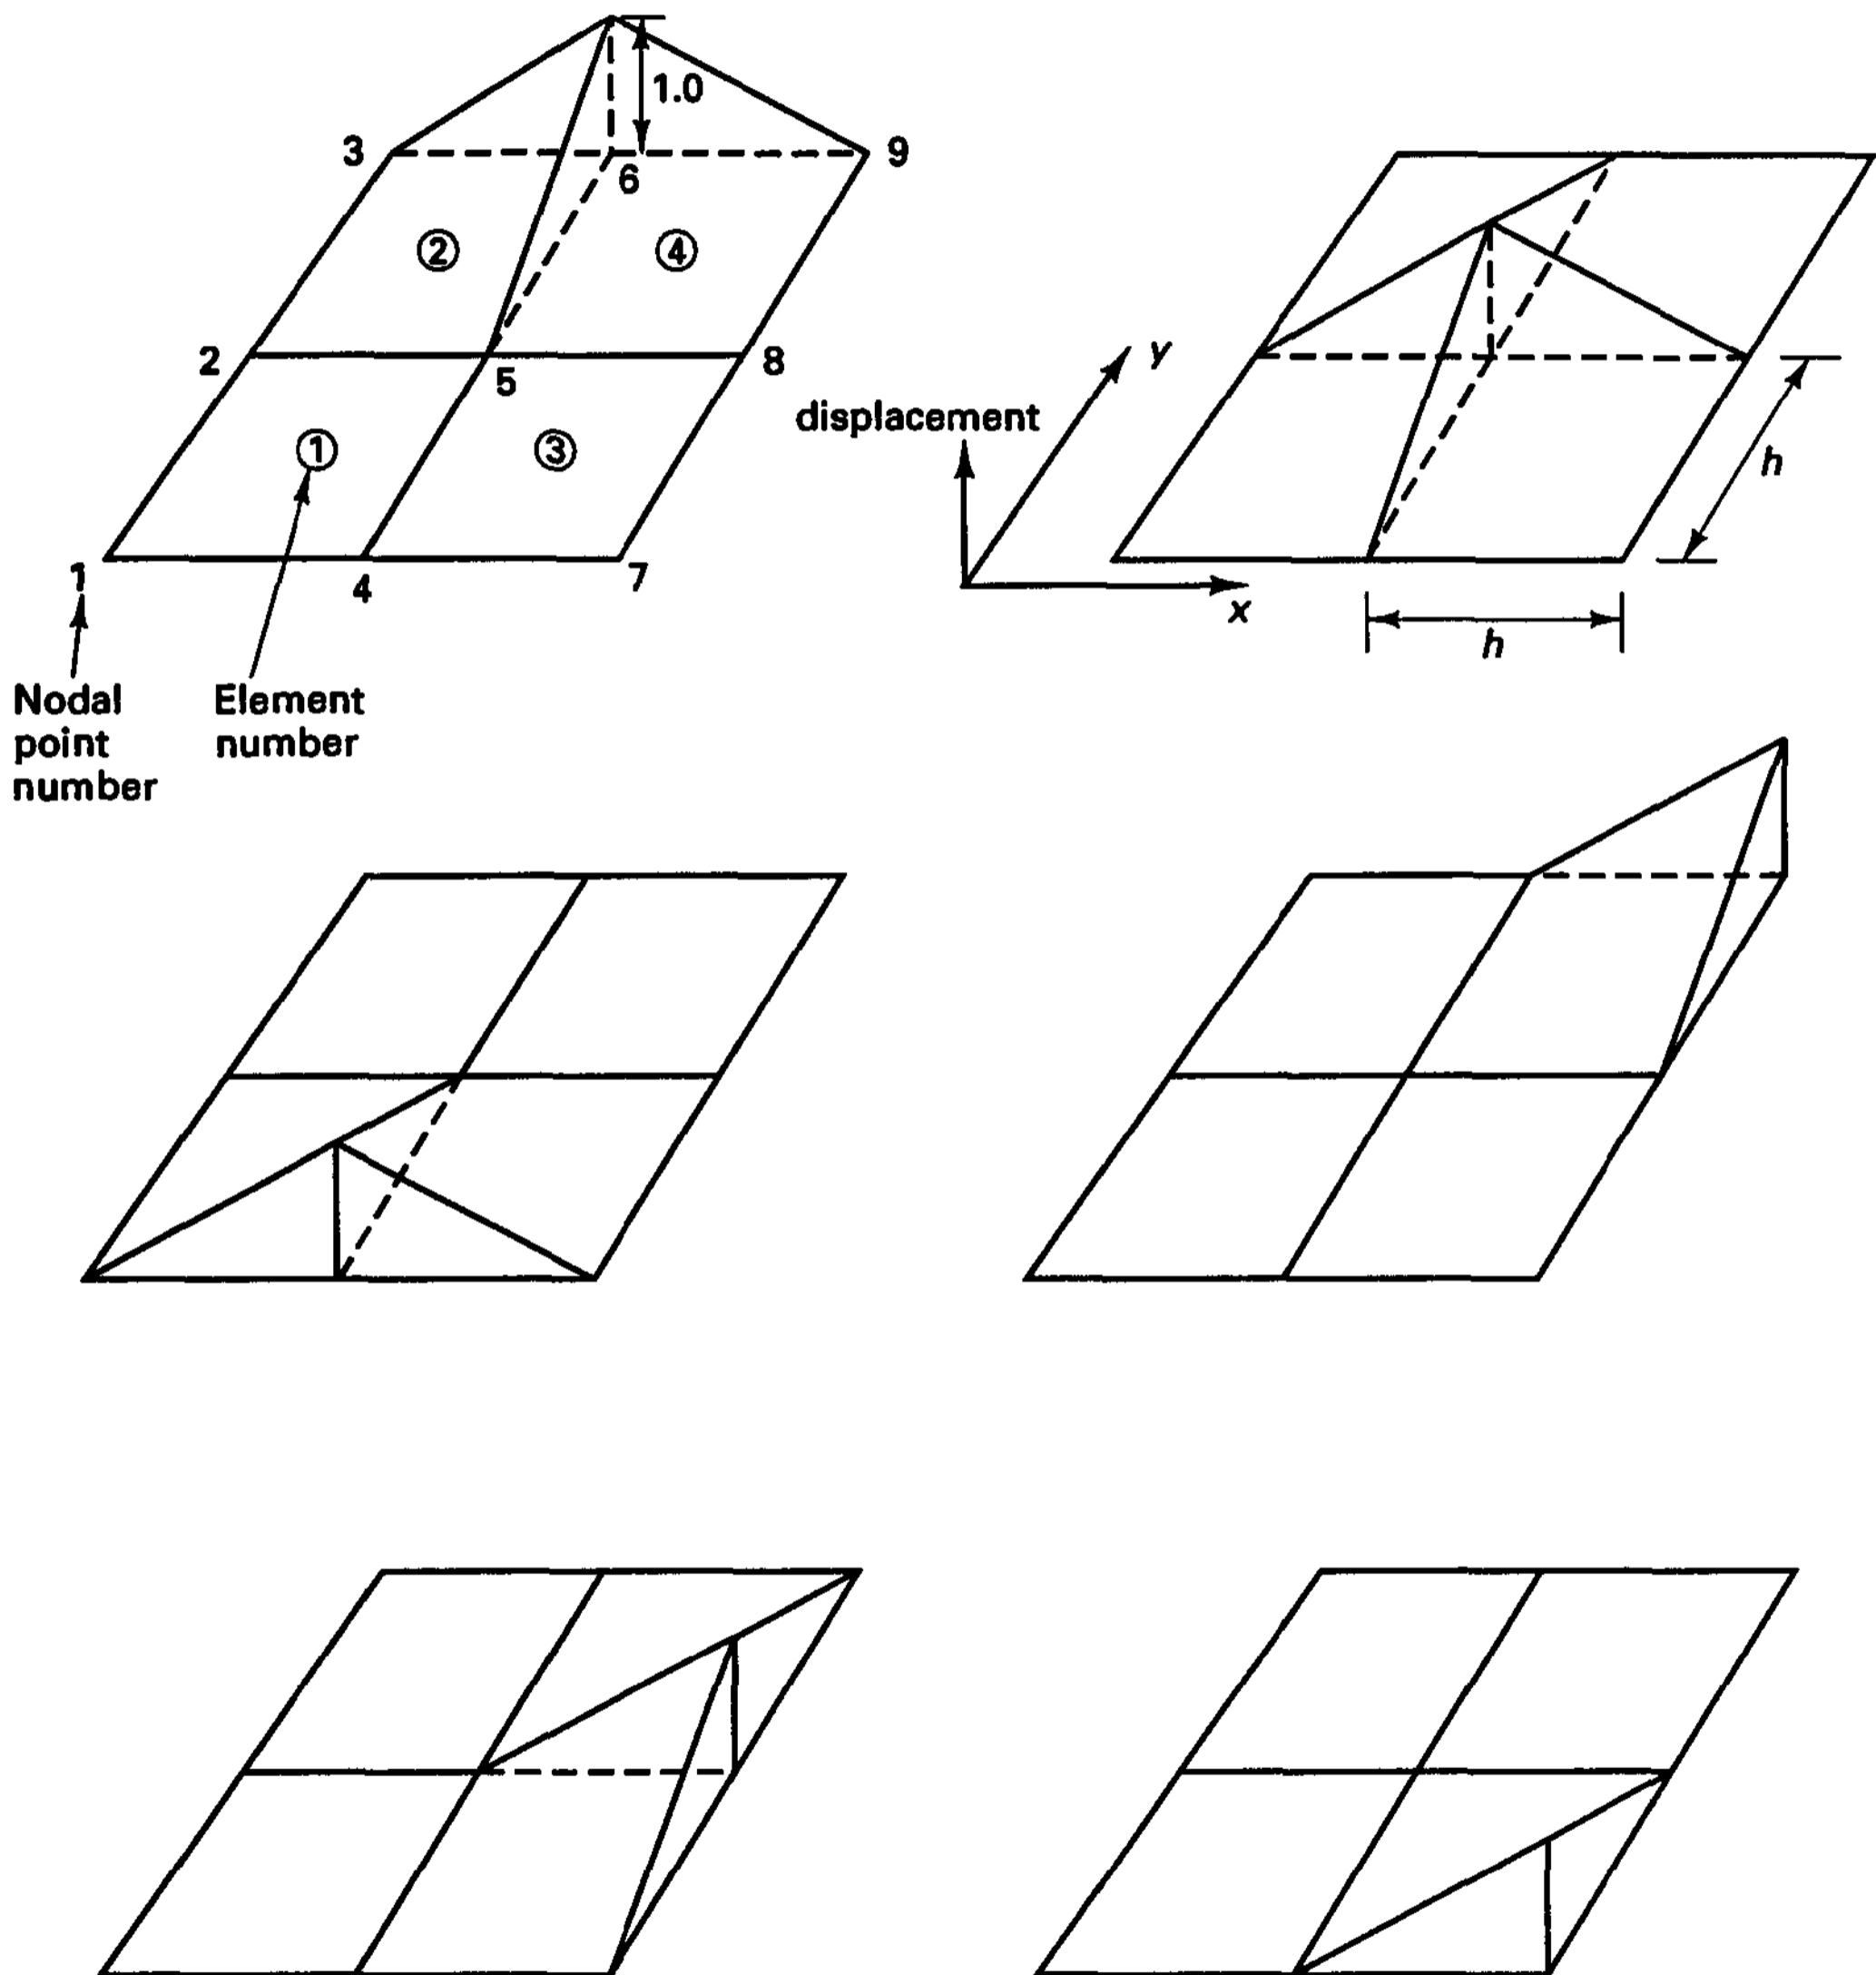 1.0
3
9
6
②
④
2
8
5
y
displacement
①
③
h
1
4
7
x
h
Nodal
point
number
Element
number